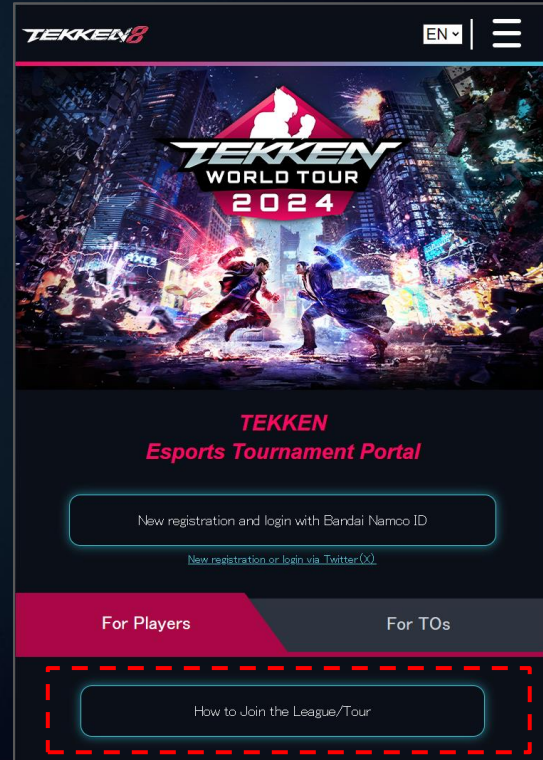 TEKKEN8
EN
TEKKEN
WORLD TOUR
2024
TEKKEN
Esports Tournament Portal
New registration and login with Bandai Namco ID
New registration or login via Twitter(X)
For Players
For TOs
How to Join the League/Tour